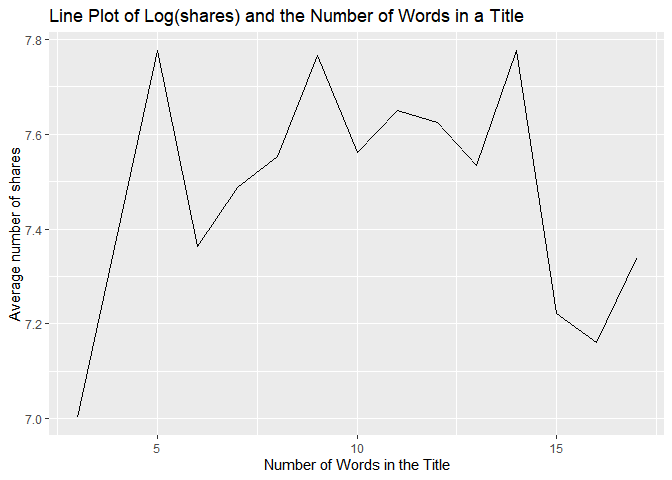 Line Plot of Log(shares) and the Number of Words in a Title
Average number of shares
7.8
7.6
7.4
7.2
7.0
5 10 15
Number of Words in the Title